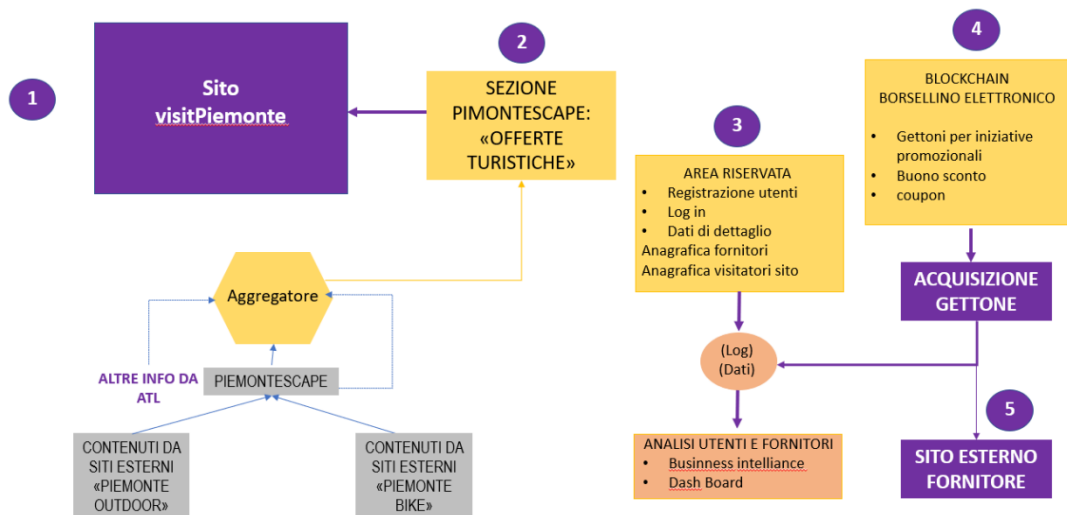 1
Sito
visitPiemonte
2
SEZIONE
PIMONTESCAPE:
«OFFERTE
TURISTICHE»
3
AREA RISERVATA
• Registrazione utenti
• Log in
• Dati di dettaglio
Anagrafica fornitori
Anagrafica visitatori sito
4
BLOCKCHAIN
BORSELLINO ELETTRONICO
• Gettoni per iniziative
promozionali
• Buono sconto
• coupon
Aggregatore
ACQUISIZIONE
GETTONE
ALTRE INFO DA
ATL
PIEMONTESCAPE
(Log)
(Dati)
CONTENUTI DA
SITI ESTERNI
«PIEMONTE
OUTDOOR»
CONTENUTI DA
SITI ESTERNI
«PIEMONTE
BIKE»
ANALISI UTENTI E FORNITORI
• Businness intelliance
• Dash Board
5
SITO ESTERNO
FORNITORE